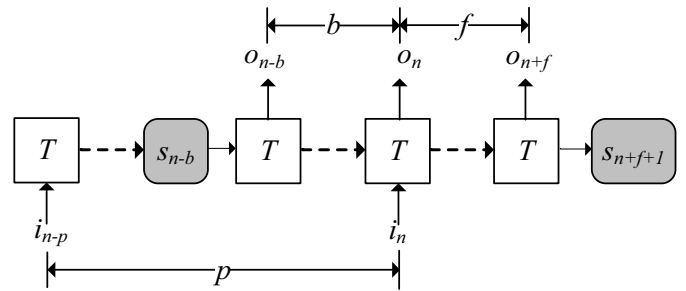 b f
o_{n-b} o_n o_{n+f}
T s_{n-b} T T T s_{n+f+1}
i_{n-p} i_n
p